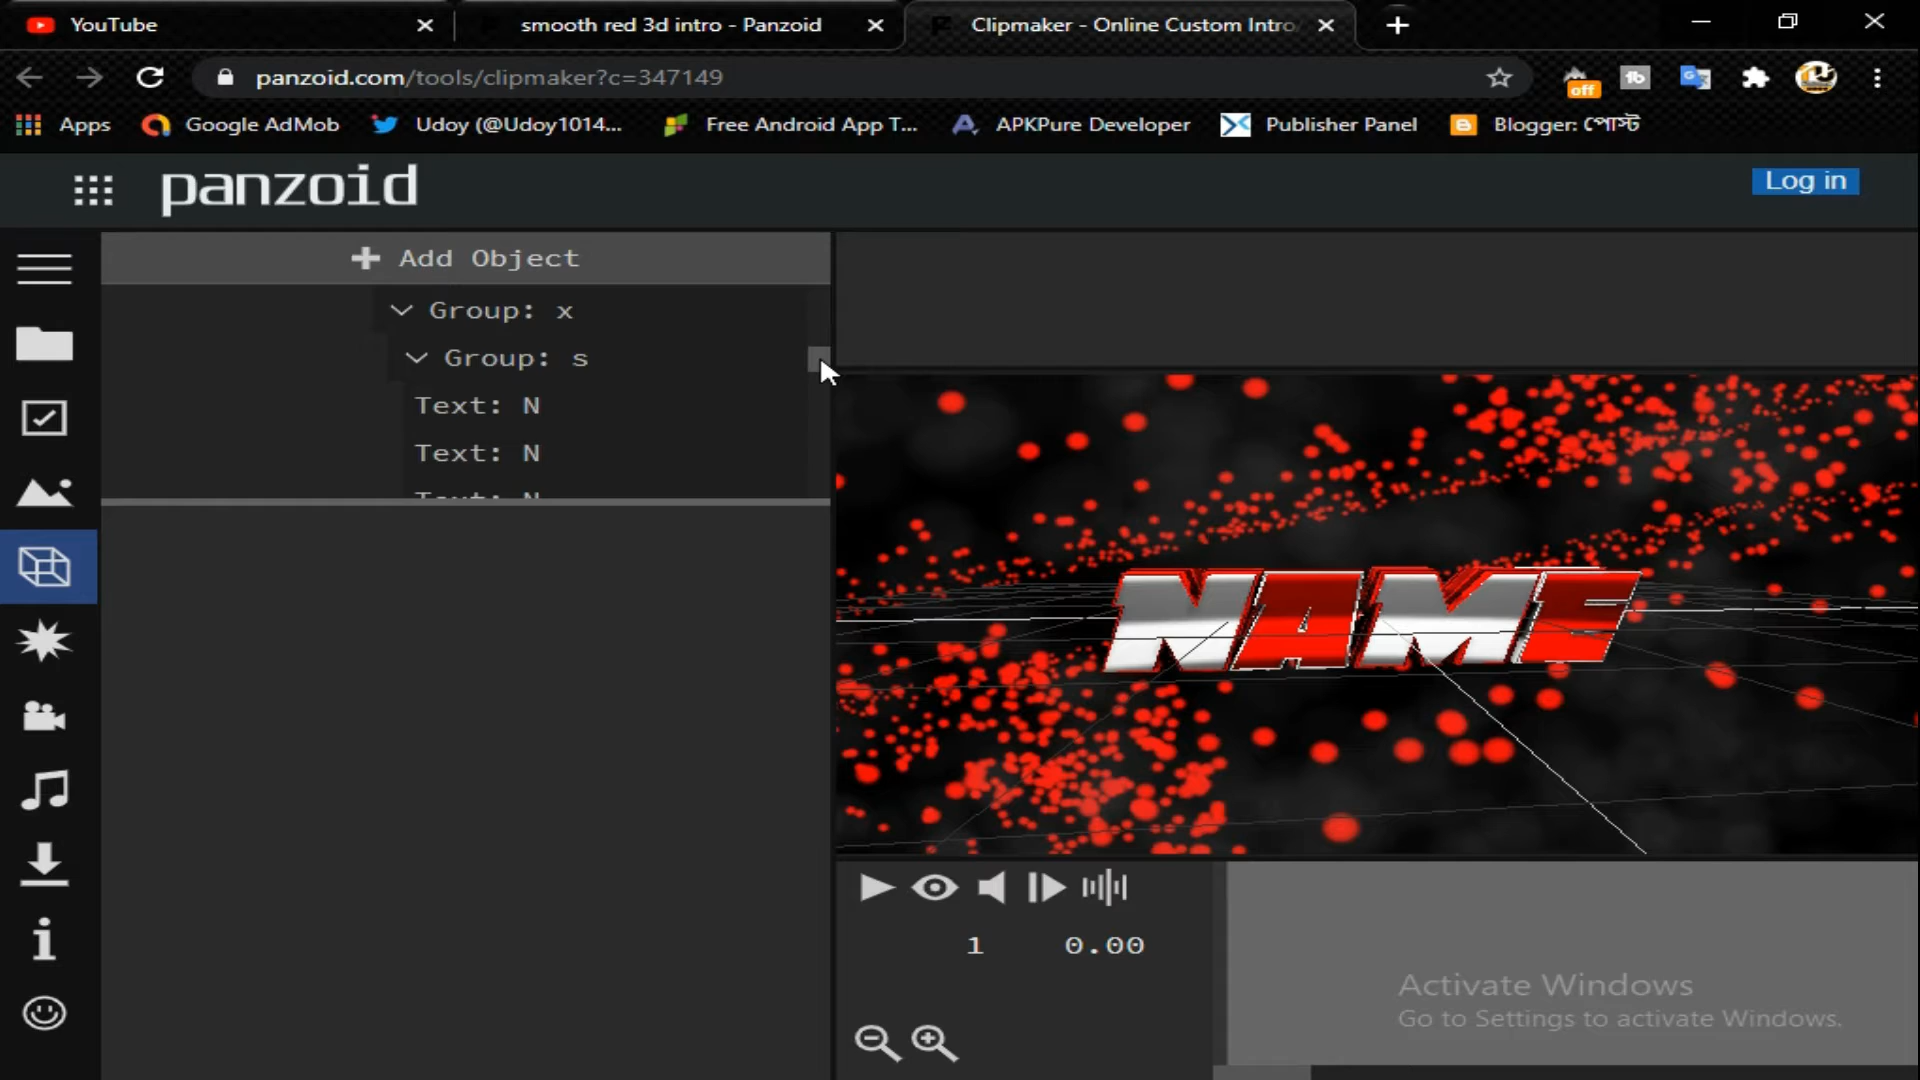 YouTube
smooth red 3d intro - Panzoid
Clipmaker - Online Custom Intro
panzoid.com/tools/clipmaker?c=347149
off
Apps
Google AdMob
Udoy (@Udoy1014...
Free Android App T...
APKPure Developer
Publisher Panel
Blogger: পোস্ট
panzoid
Log in
Add Object
Group: x
Group: s
Text: N
Text: N
Text: N
NAME
1 0.00
Activate Windows
Go to Settings to activate Windows.